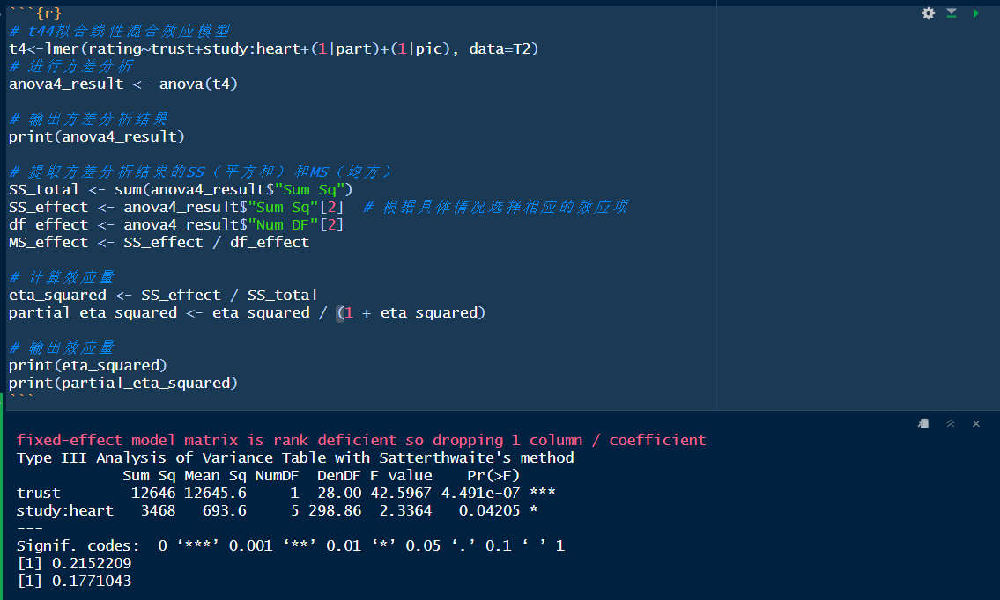 ```{r}
# t44拟合线性混合效应模型
t4<-lmer(rating~trust+study:heart+(1|part)+(1|pic), data=T2)
# 进行方差分析
anova4_result <- anova(t4)
# 输出方差分析结果
print(anova4_result)
# 提取方差分析结果的SS（平方和）和MS（均方）
SS_total <- sum(anova4_result$"Sum Sq")
SS_effect <- anova4_result$"Sum Sq"[2]  # 根据具体情况选择相应的效应项
df_effect <- anova4_result$"Num DF"[2]
MS_effect <- SS_effect / df_effect
# 计算效应量
eta_squared <- SS_effect / SS_total
partial_eta_squared <- eta_squared / (1 + eta_squared)
# 输出效应量
print(eta_squared)
print(partial_eta_squared)
```
fixed-effect model matrix is rank deficient so dropping 1 column / coefficient
Type III Analysis of Variance Table with Satterthwaite's method
            Sum Sq Mean Sq NumDF  DenDF F value    Pr(>F)
trust        12646 12645.6     1  28.00 42.5967 4.491e-07 ***
study:heart   3468   693.6     5 298.86  2.3364   0.04205 *
---
Signif. codes:  0 ‘***’ 0.001 ‘**’ 0.01 ‘*’ 0.05 ‘.’ 0.1 ‘ ’ 1
[1] 0.2152209
[1] 0.1771043